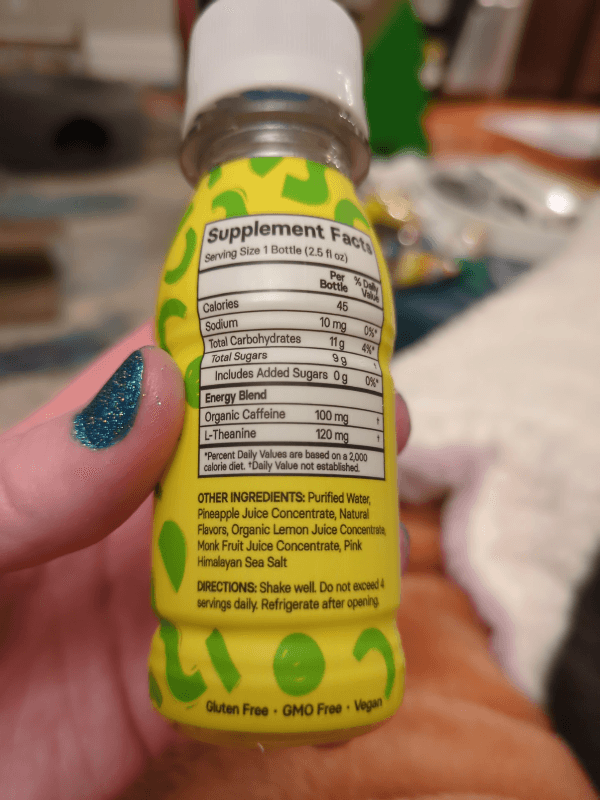 Supplement Facts
Serving Size 1 Bottle (2.5 fl oz)
Per Bottle % Daily Value
Calories 45
Sodium 10 mg 0%*
Total Carbohydrates 11 g 4%*
Total Sugars 9 g †
Includes Added Sugars 0 g 0%*
Energy Blend
Organic Caffeine 100 mg †
L-Theanine 120 mg †
*Percent Daily Values are based on a 2,000
calorie diet. †Daily Value not established.
OTHER INGREDIENTS: Purified Water,
Pineapple Juice Concentrate, Natural
Flavors, Organic Lemon Juice Concentrate,
Monk Fruit Juice Concentrate, Pink
Himalayan Sea Salt
DIRECTIONS: Shake well. Do not exceed 4
servings daily. Refrigerate after opening.
Gluten Free • GMO Free • Vegan